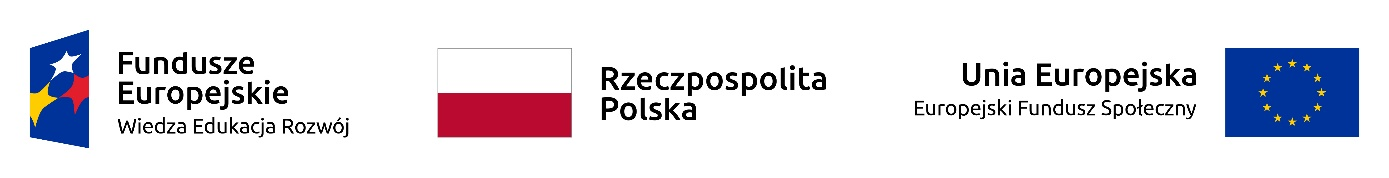 Fundusze
Europejskie
Wiedza Edukacja Rozwój
Rzeczpospolita
Polska
Unia Europejska
Europejski Fundusz Społeczny